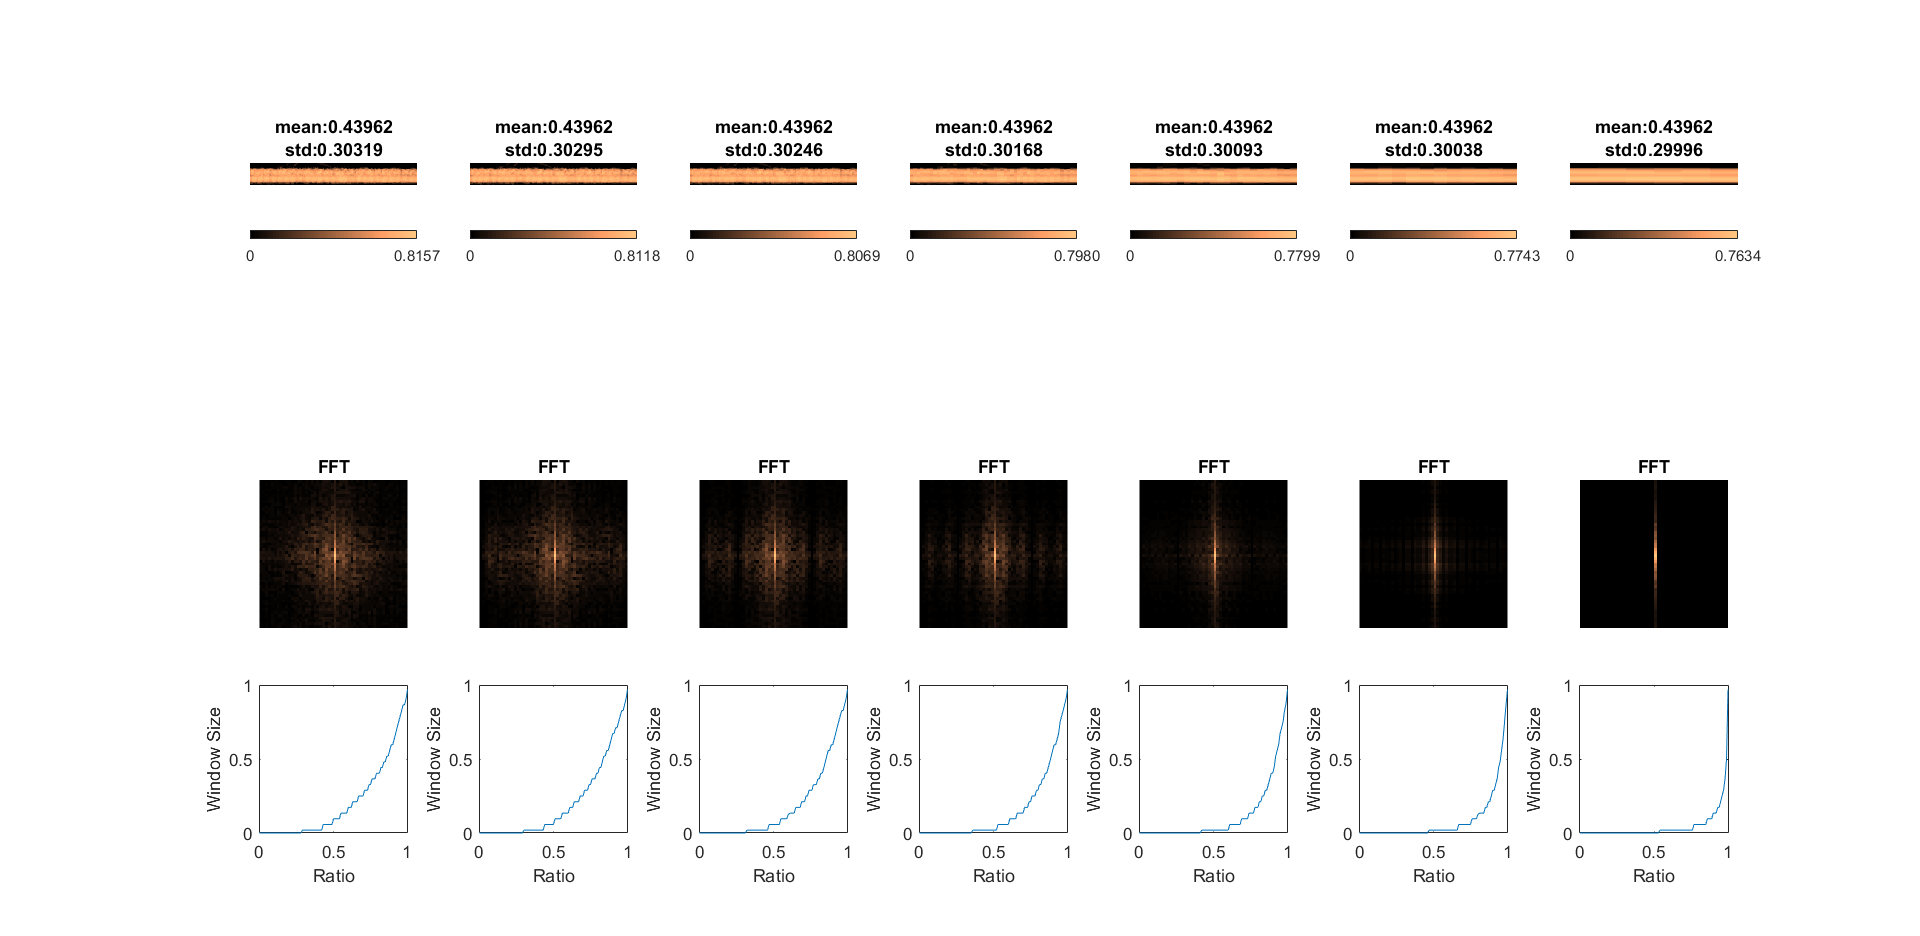 mean:0.43962 mean:0.43962 mean:0.43962 mean:0.43962 mean:0.43962 mean:0.43962 mean:0.43962
std:0.30319 std:0.30295 std:0.30246 std:0.30168 std:0.30093 std:0.30038 std:0.29996
0 0.8157 0 0.8118 0 0.8069 0 0.7980 0 0.7799 0 0.7743 0 0.7634
FFT FFT FFT FFT FFT FFT FFT
1 1 1 1 1 1 1
Window Size Window Size Window Size Window Size Window Size Window Size Window Size
0.5 0.5 0.5 0.5 0.5 0.5 0.5
0 0 0 0 0 0 0
0 0.5 1 0 0.5 1 0 0.5 1 0 0.5 1 0 0.5 1 0 0.5 1 0 0.5 1
Ratio Ratio Ratio Ratio Ratio Ratio Ratio